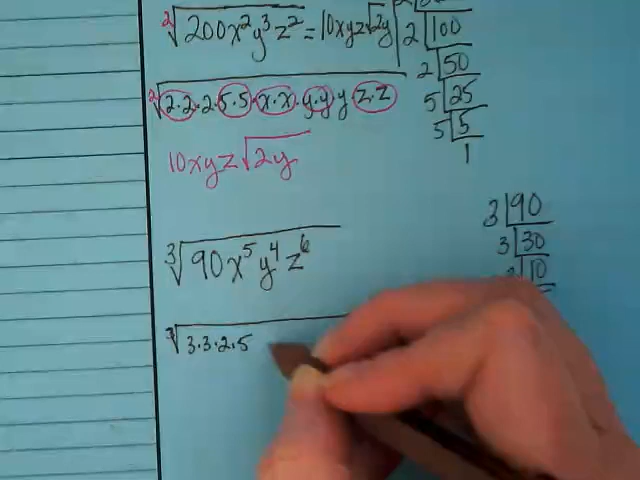 ²√200x²y³z² = 10xyz√2y
2 | 100
2 | 50
5 | 25
5 | 5
1
²√2·2·2·5·5·x·x·y·y·y·z·z
10xyz√2y
3 | 90
3 | 30
10
³√90x⁵y⁴z⁶
³√3·3·2·5